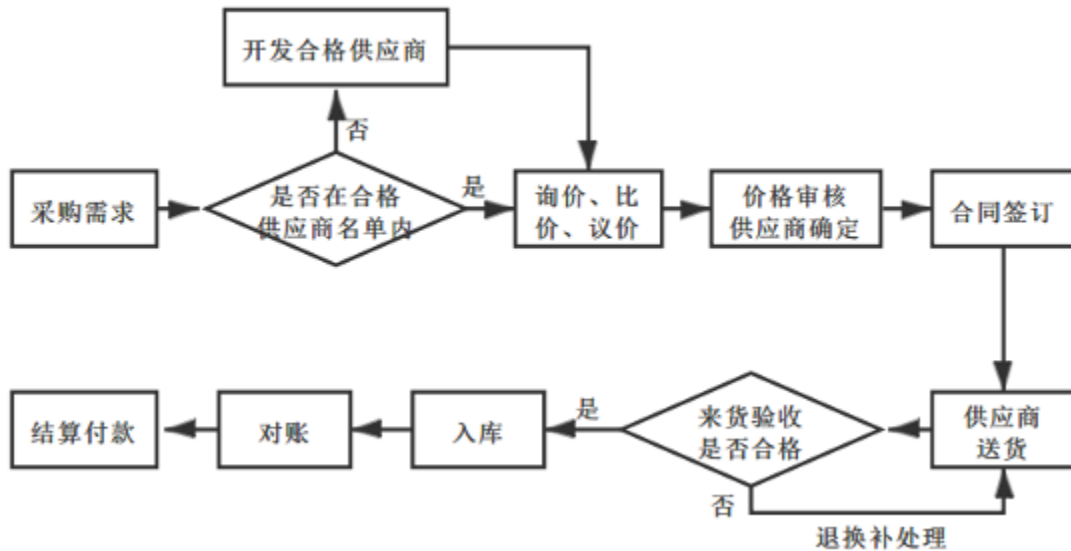 开发合格供应商
否
采购需求
是否在合格
供应商名单内
是
询价、比
价、议价
价格审核
供应商确定
合同签订
结算付款
对账
入库
是
来货验收
是否合格
供应商
送货
否
退换补处理